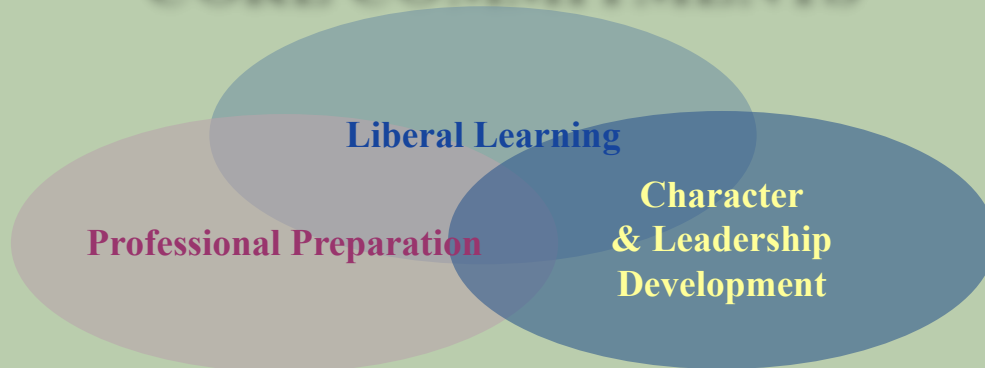 Liberal Learning
Professional Preparation
Character
& Leadership
Development